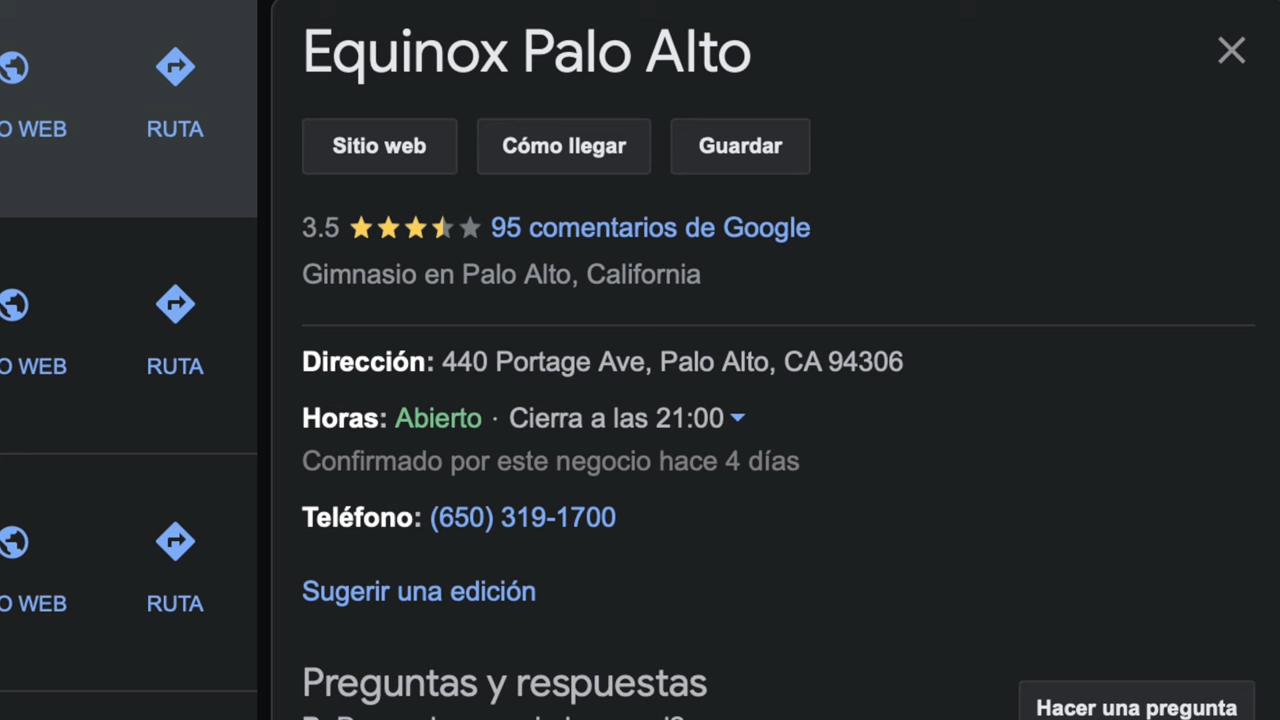 Equinox Palo Alto
Sitio web Cómo llegar Guardar
3.5 95 comentarios de Google
Gimnasio en Palo Alto, California
Dirección: 440 Portage Ave, Palo Alto, CA 94306
Horas: Abierto · Cierra a las 21:00
Confirmado por este negocio hace 4 días
Teléfono: (650) 319-1700
Sugerir una edición
Preguntas y respuestas
Hacer una pregunta
O WEB RUTA
O WEB RUTA
O WEB RUTA